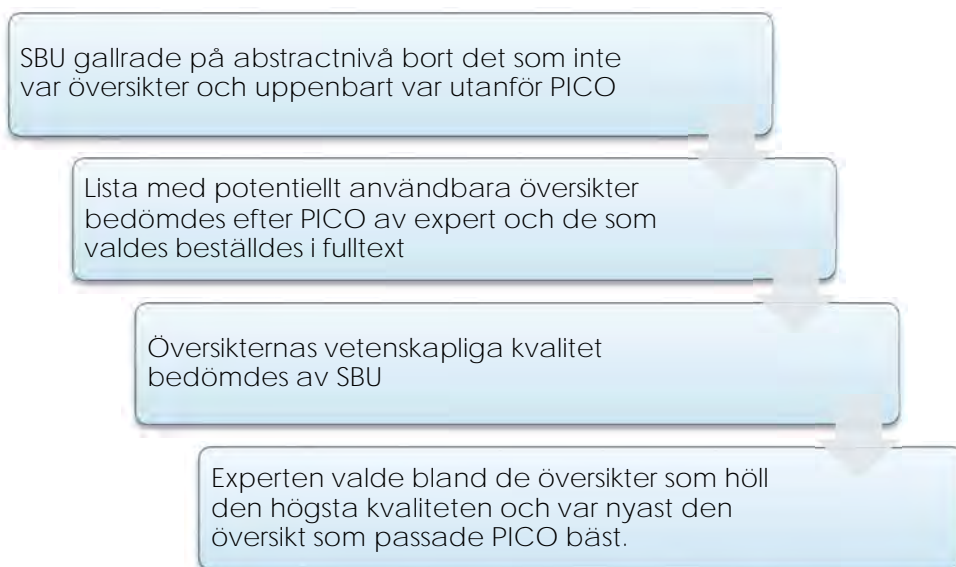 SBU gallrade på abstractnivå bort det som inte
var översikter och uppenbart var utanför PICO
Lista med potentiellt användbara översikter
bedömdes efter PICO av expert och de som
valdes beställdes i fulltext
Översikternas vetenskapliga kvalitet
bedömdes av SBU
Experten valde bland de översikter som höll
den högsta kvaliteten och var nyast den
översikt som passade PICO bäst.